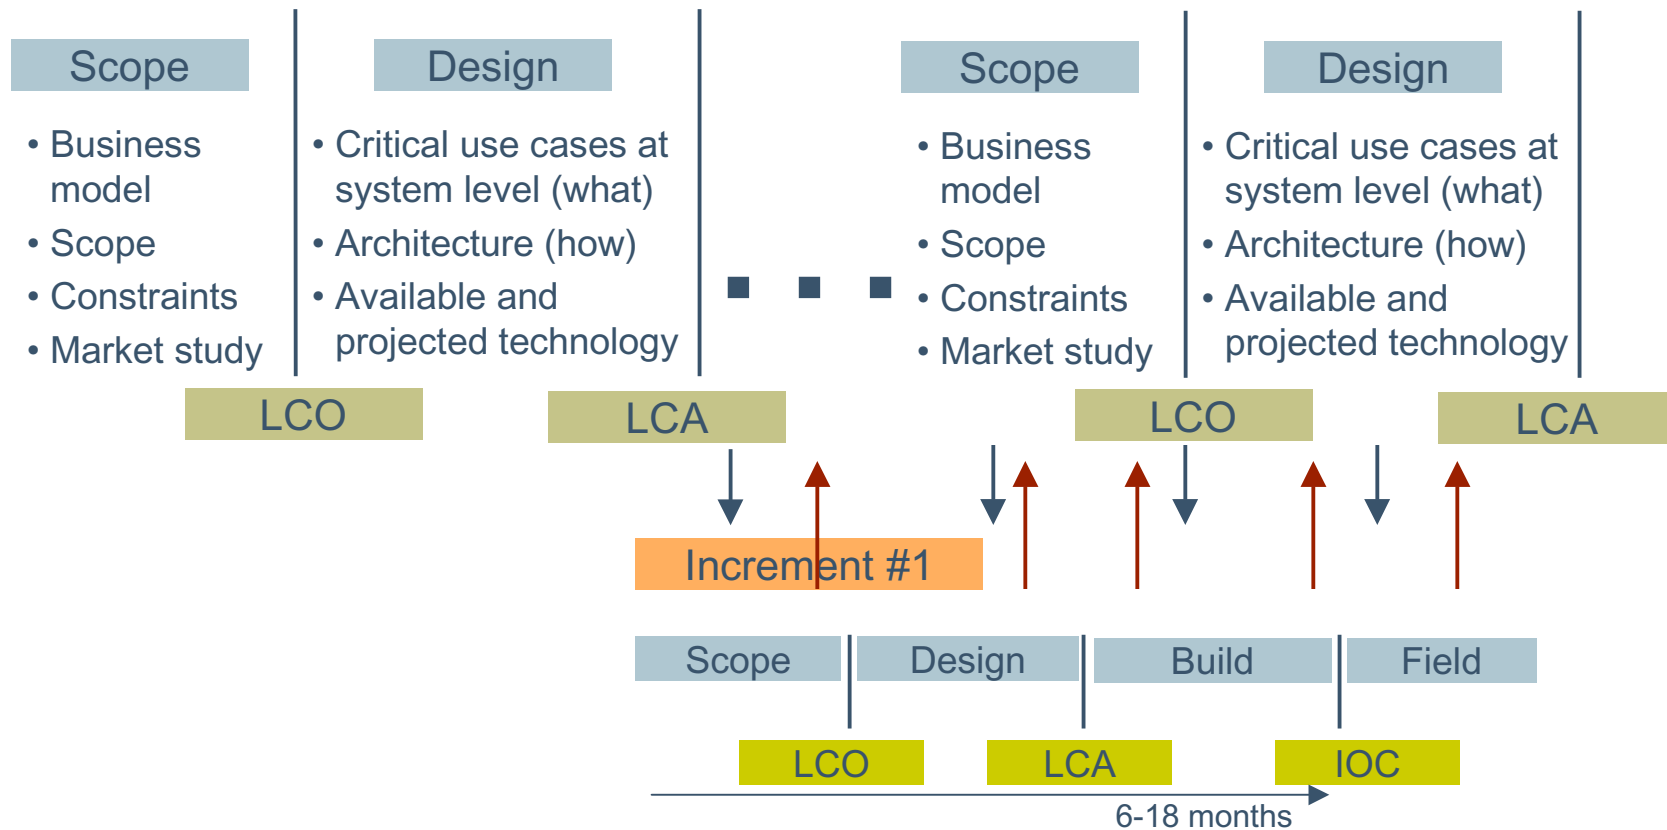 Scope
• Business
model
• Scope
• Constraints
• Market study
Design
• Critical use cases at
system level (what)
• Architecture (how)
• Available and
projected technology
LCO
LCA
Scope
• Business
model
• Scope
• Constraints
• Market study
Design
• Critical use cases at
system level (what)
• Architecture (how)
• Available and
projected technology
LCO
LCA
Increment #1
Scope
Design
Build
Field
LCO
LCA
IOC
6-18 months